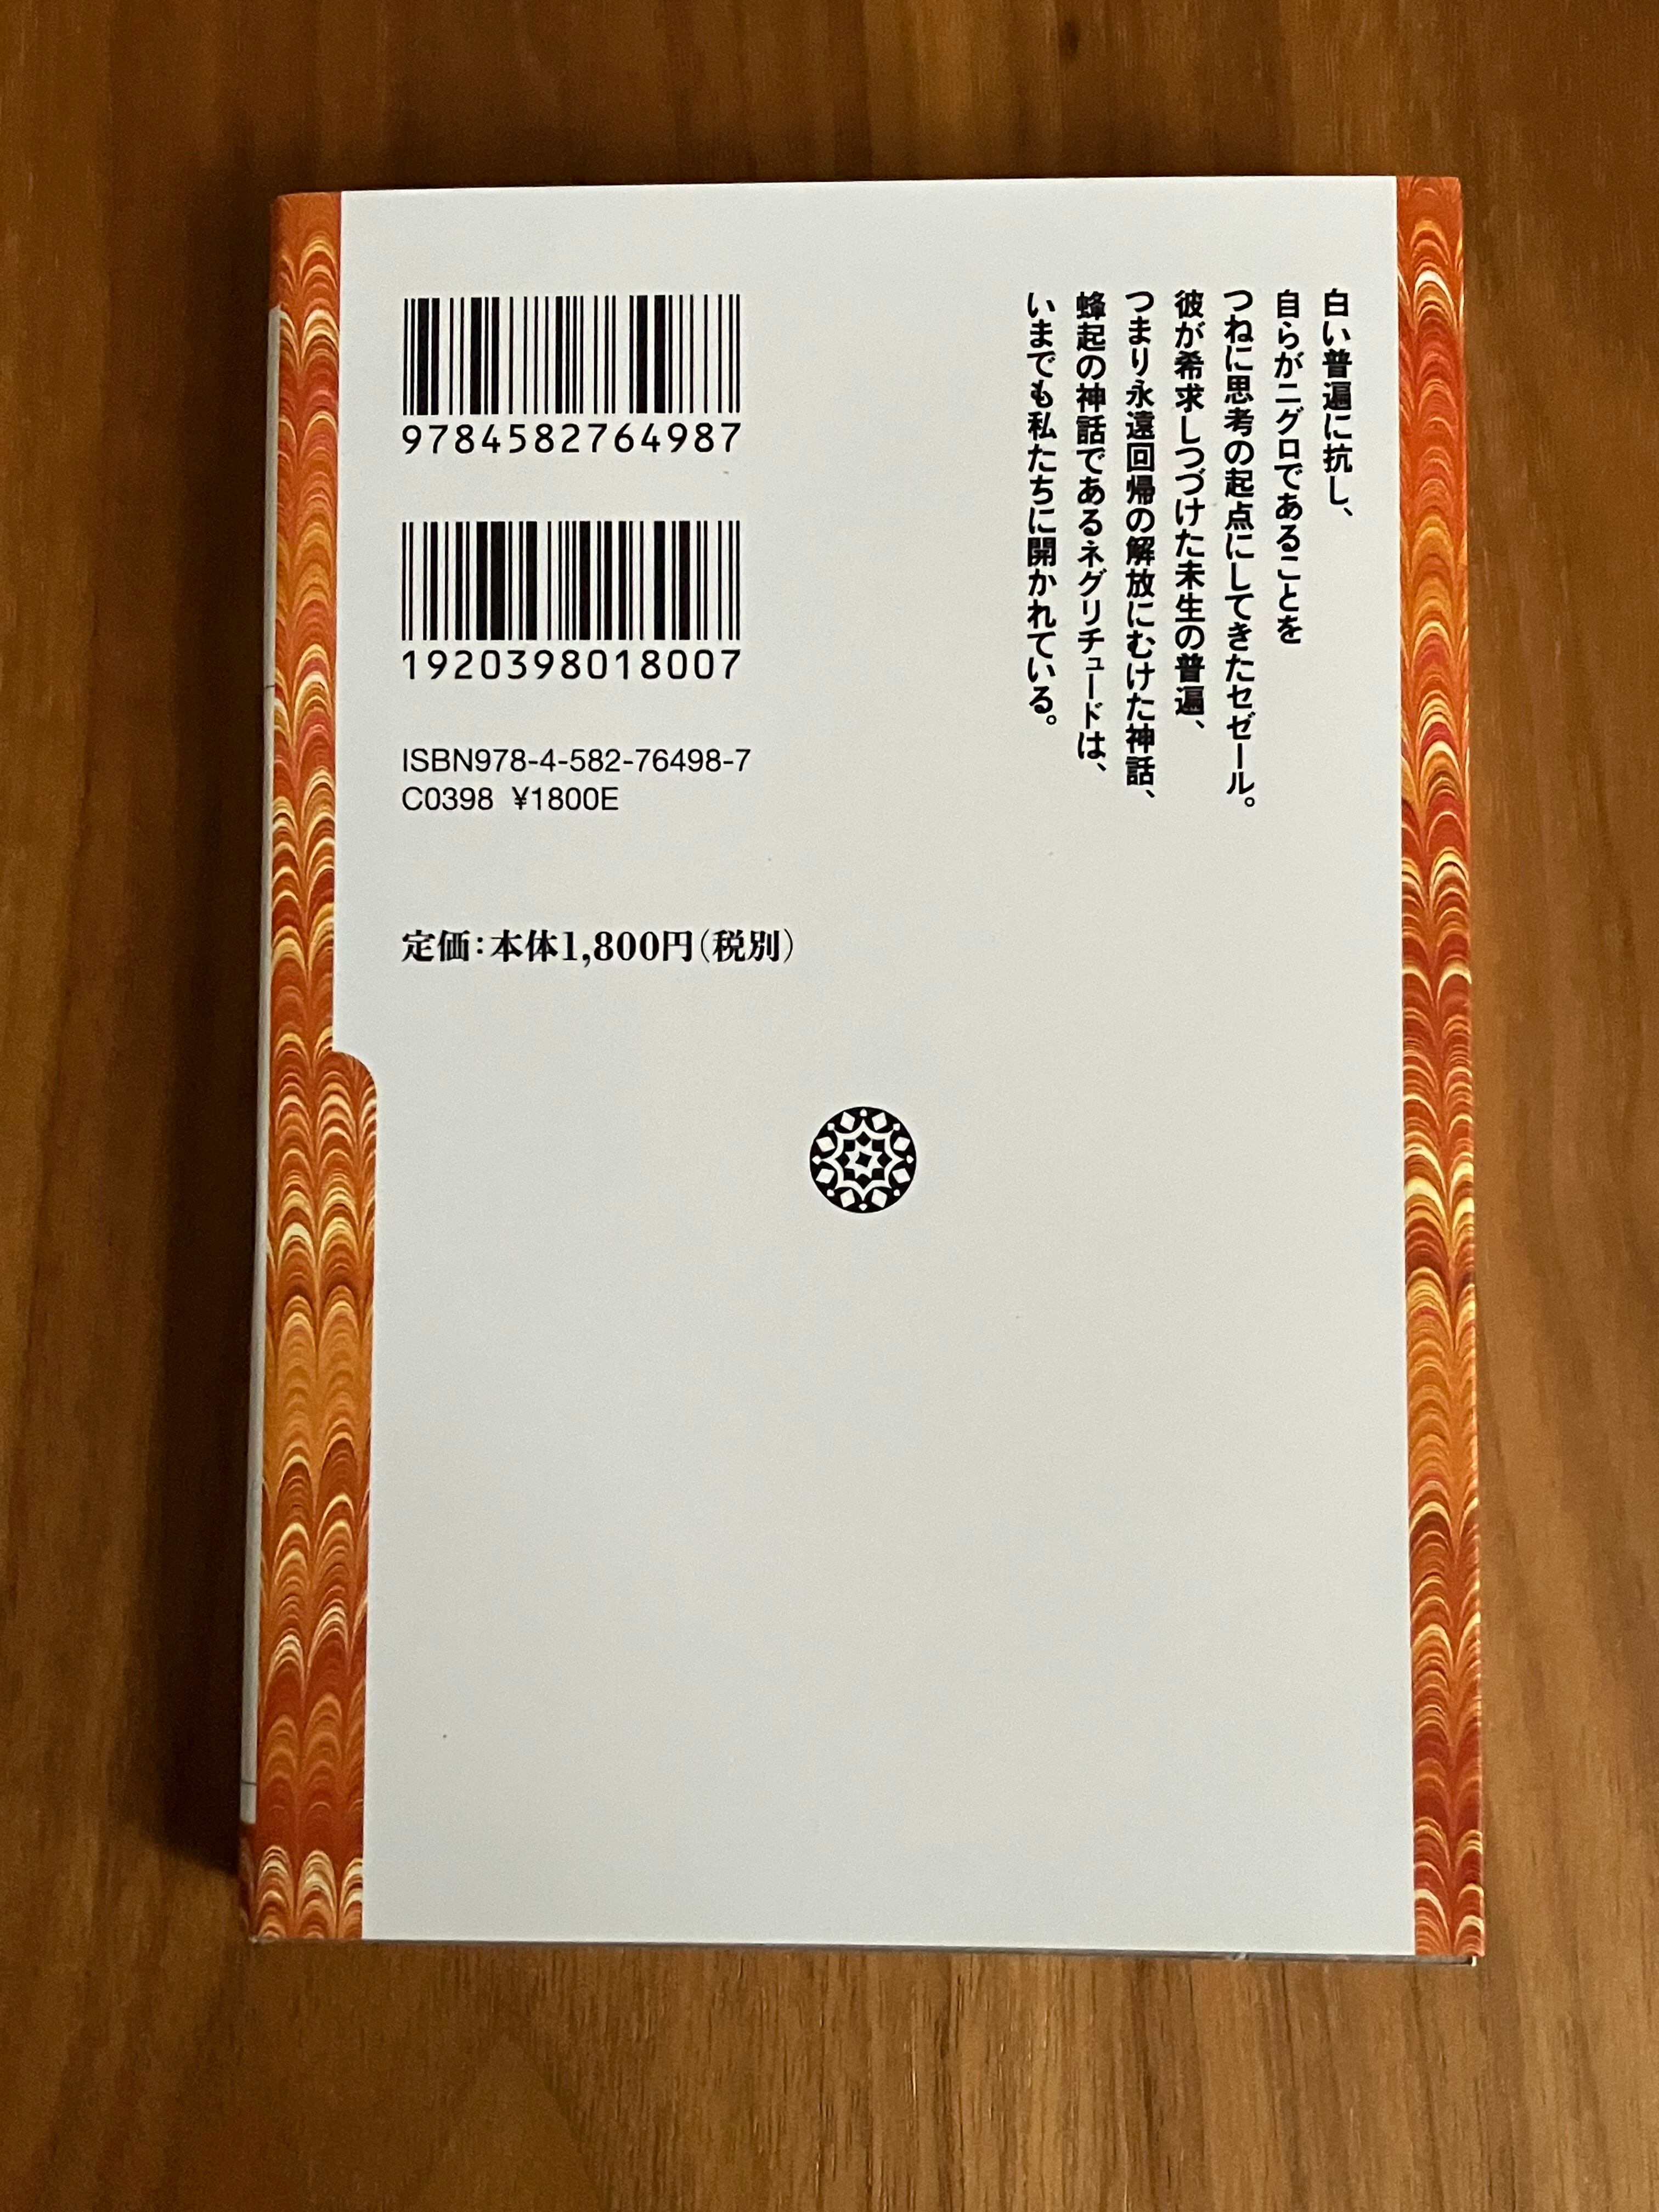 白い普遍に抗し、
自らがニグロであることを
つねに思考の起点にしてきたセゼール。
彼が希求しつづけた未生の普遍、
つまり永遠回帰の解放にむけた神話、
蜂起の神話であるネグリチュードは、
いまでも私たちに開かれている。
9784582764987
1920398018007
ISBN978-4-582-76498-7
C0398 ¥1800E
定価：本体1,800円（税別）